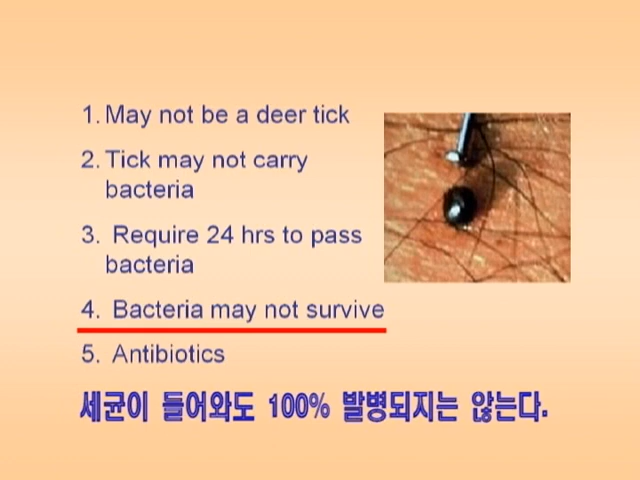 1. May not be a deer tick
2. Tick may not carry
bacteria
3. Require 24 hrs to pass
bacteria
4. Bacteria may not survive
5. Antibiotics
세균이 들어와도 100% 발병되지는 않는다.